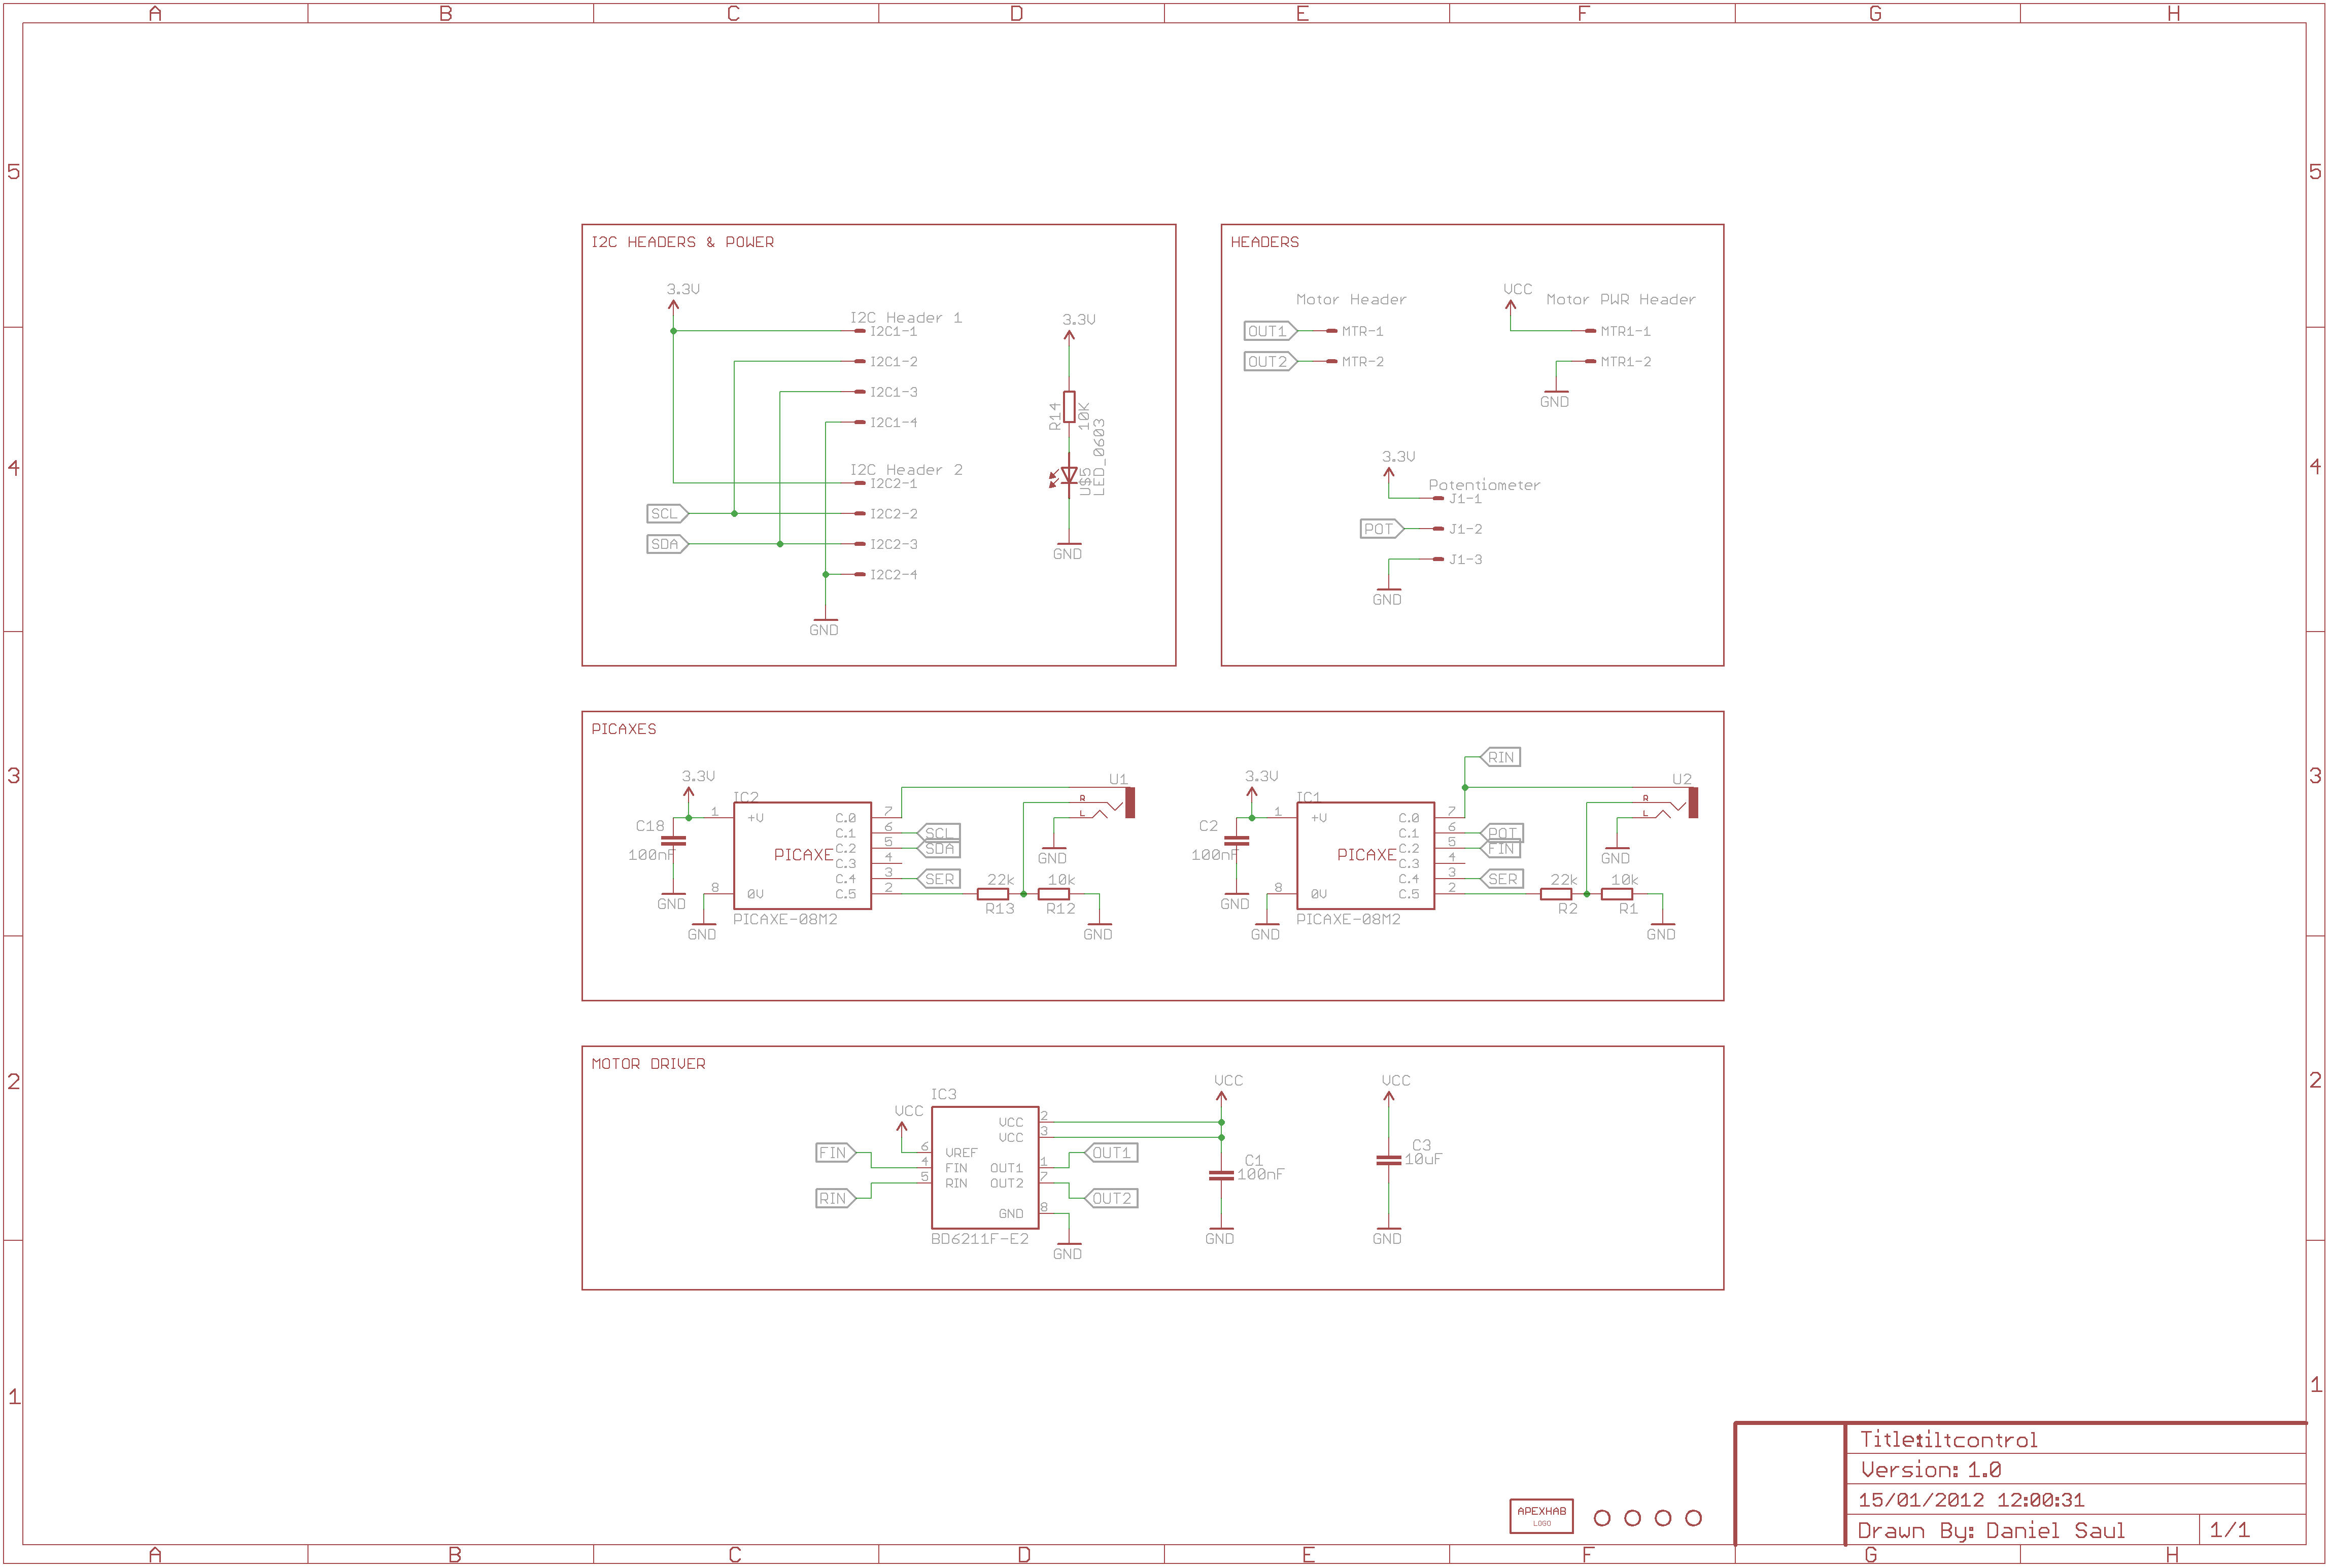 A B C D E F G H
5 5
I2C HEADERS & POWER
3.3V
I2C Header 1
I2C1-1
I2C1-2
I2C1-3
I2C1-4
I2C Header 2
I2C2-1
SCL
I2C2-2
SDA
I2C2-3
I2C2-4
GND
3.3V
R14
10K
LED_0603
GND
HEADERS
Motor Header
OUT1 MTR-1
OUT2 MTR-2
VCC
Motor PWR Header
MTR1-1
MTR1-2
GND
3.3V
Potentiometer
J1-1
POT J1-2
J1-3
GND
4 4
PICAXES
3.3V
C18
100nF
GND
IC2
1 +V
8 0V
GND
PICAXE
C.0 7
C.1 6 SCL
C.2 5 SDA
C.3 4
C.4 3 SER
C.5 2
PICAXE-08M2
22k
R13
10k
R12
GND
U1
R
L
GND
3.3V
C2
100nF
GND
IC1
1 +V
8 0V
GND
PICAXE
RIN
C.0 7
C.1 6 POT
C.2 5 FIN
C.3 4
C.4 3 SER
C.5 2
PICAXE-08M2
22k
R2
10k
R1
GND
U2
R
L
GND
3 3
MOTOR DRIVER
IC3
VCC
FIN
RIN
6 VREF
4 FIN
5 RIN
VCC 2
VCC 3
OUT1 1 OUT1
OUT2 7 OUT2
GND 8
GND
BD6211F-E2
VCC
C1
100nF
GND
VCC
C3
10uF
GND
2 2
1 1
APEXHAB
LOGO
Title: tiltcontrol
Version: 1.0
15/01/2012 12:00:31
Drawn By: Daniel Saul 1/1
A B C D E F G H